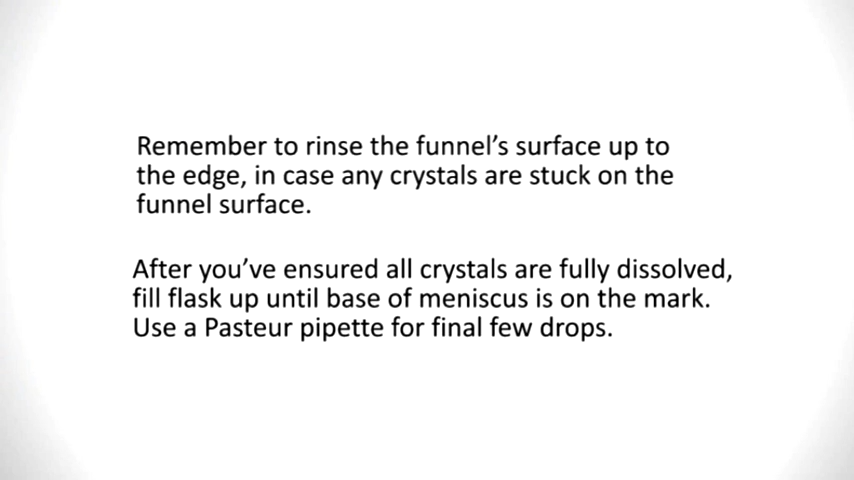 Remember to rinse the funnel’s surface up to
the edge, in case any crystals are stuck on the
funnel surface.
After you’ve ensured all crystals are fully dissolved,
fill flask up until base of meniscus is on the mark.
Use a Pasteur pipette for final few drops.